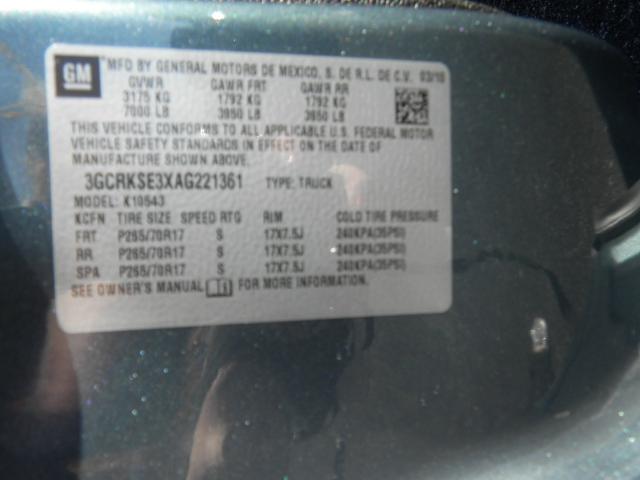 GM
MFD BY GENERAL MOTORS DE MEXICO, S. DE R.L. DE C.V. 03/10
GVWR GAWR FRT GAWR RR
3175 KG 1792 KG 1792 KG
7000 LB 3950 LB 3950 LB
THIS VEHICLE CONFORMS TO ALL APPLICABLE U.S. FEDERAL MOTOR
VEHICLE SAFETY STANDARDS IN EFFECT ON THE DATE OF
MANUFACTURE SHOWN ABOVE.
3GCRKSE3XAG221361 TYPE: TRUCK
MODEL: K10543
KCFN TIRE SIZE SPEED RTG RIM COLD TIRE PRESSURE
FRT P265/70R17 S 17X7.5J 240KPA(35PSI)
RR P265/70R17 S 17X7.5J 240KPA(35PSI)
SPA P265/70R17 S 17X7.5J 240KPA(35PSI)
SEE OWNER'S MANUAL FOR MORE INFORMATION.